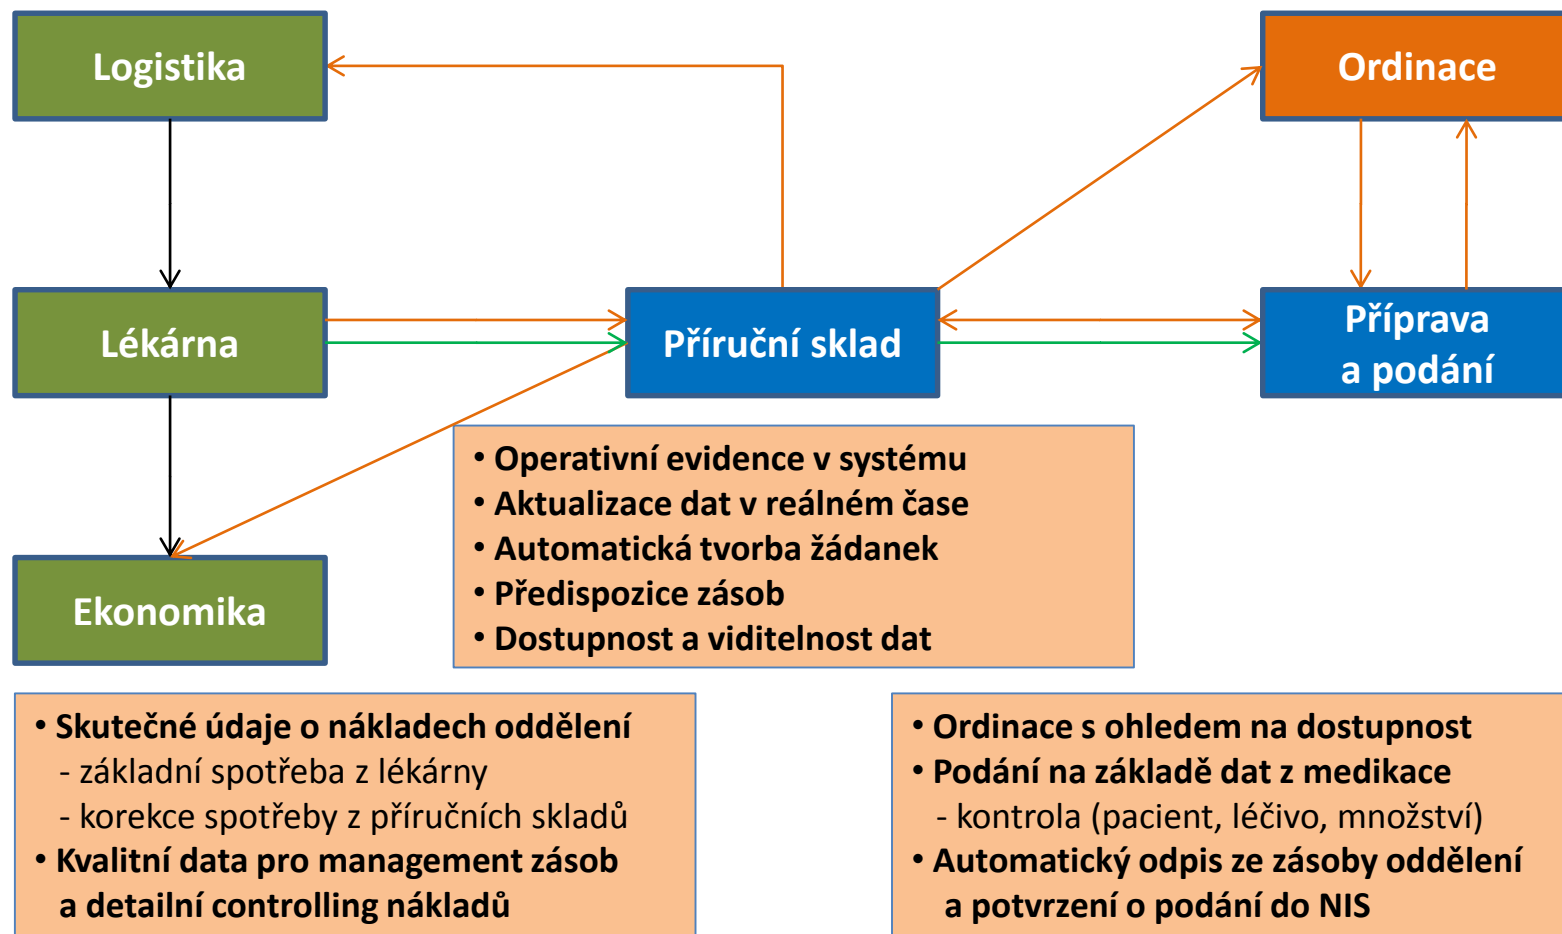 Logistika
Ordinace
Lékárna
Příruční sklad
Příprava
a podání
Ekonomika
• Operativní evidence v systému
• Aktualizace dat v reálném čase
• Automatická tvorba žádanek
• Předispozice zásob
• Dostupnost a viditelnost dat
• Skutečné údaje o nákladech oddělení
- základní spotřeba z lékárny
- korekce spotřeby z příručních skladů
• Kvalitní data pro management zásob
a detailní controlling nákladů
• Ordinace s ohledem na dostupnost
• Podání na základě dat z medikace
- kontrola (pacient, léčivo, množství)
• Automatický odpis ze zásoby oddělení
a potvrzení o podání do NIS